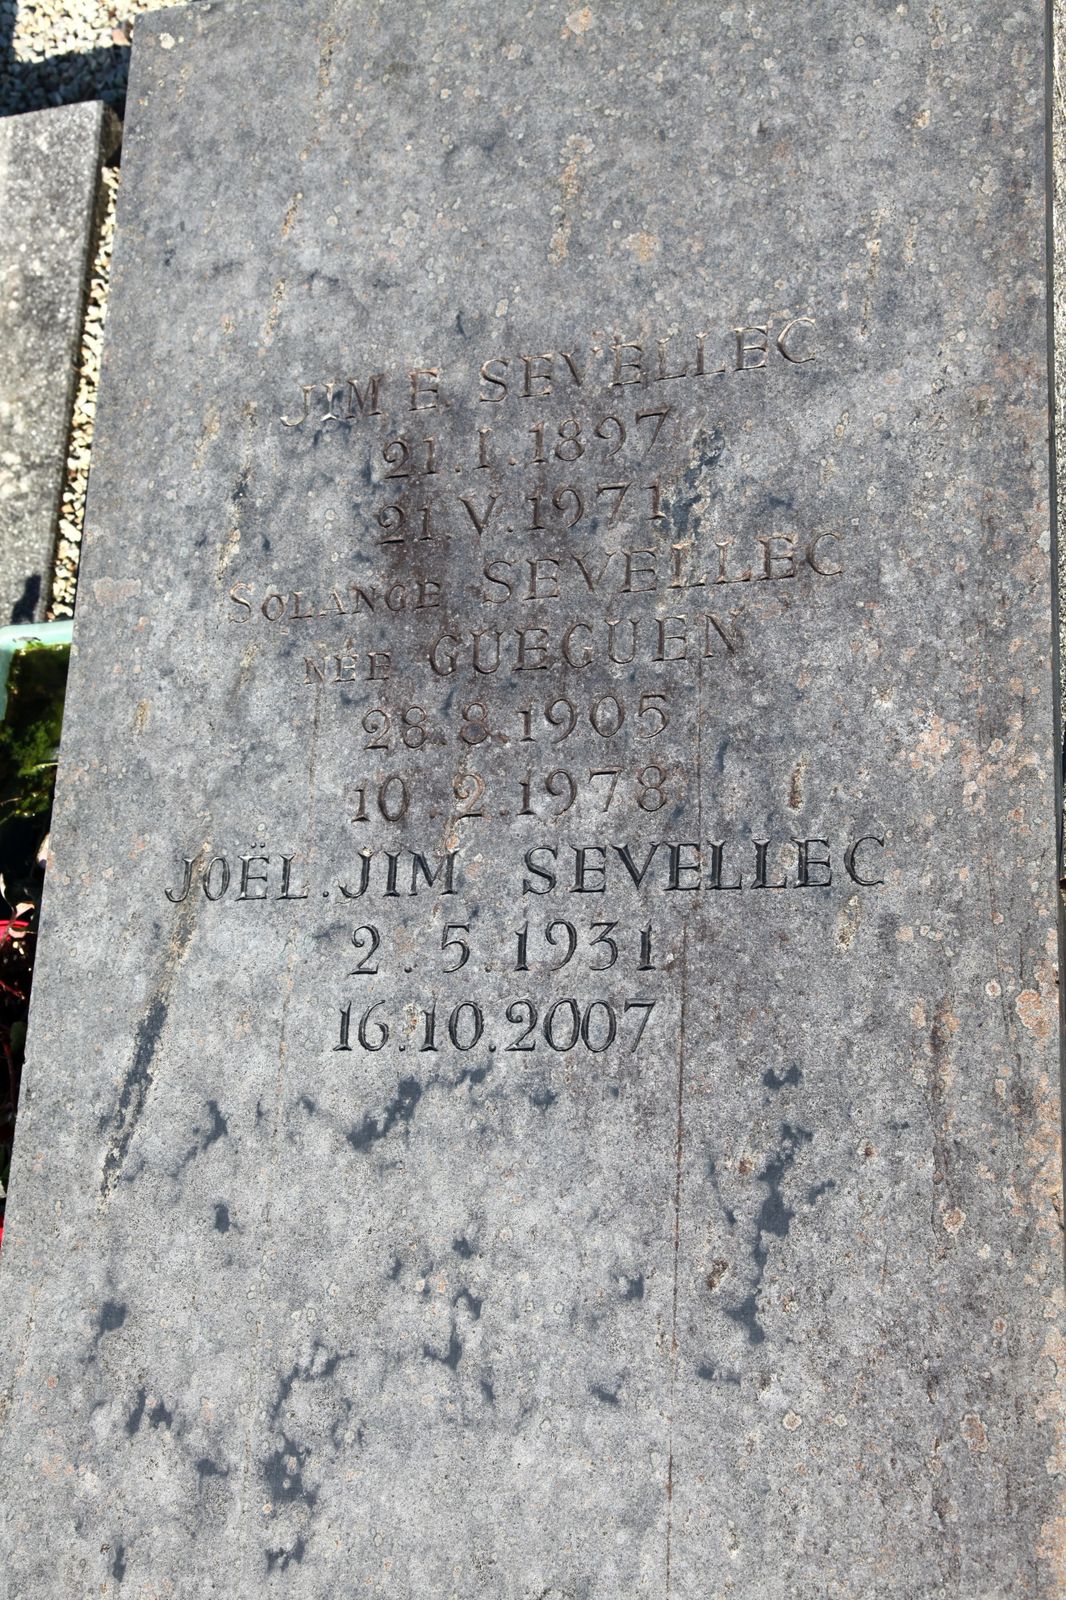 JIM E. SEVELLEC
21.I.1897
21.V.1971
SOLANGE SEVELLEC
NÉE GUEGUEN
28.8.1905
10.2.1978
JOËL.JIM SEVELLEC
2.5.1931
16.10.2007